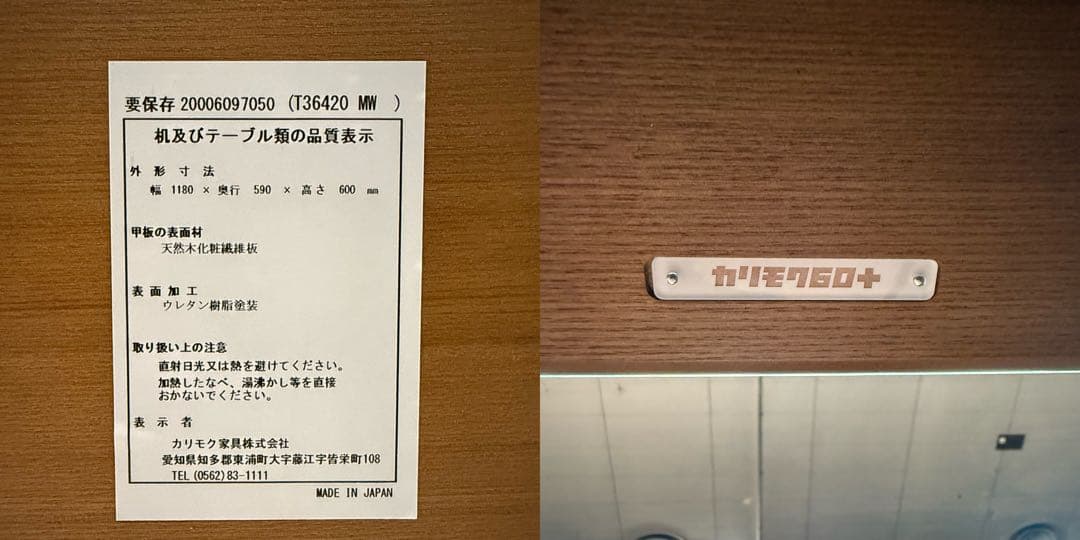 要保存 20006097050 (T36420 MW )
机及びテーブル類の品質表示
外形寸法
幅 1180 × 奥行 590 × 高さ 600 mm
甲板の表面材
天然木化粧繊維板
表面加工
ウレタン樹脂塗装
取り扱い上の注意
直射日光又は熱を避けてください。
加熱したなべ、湯沸かし等を直接
おかないでください。
表示者
カリモク家具株式会社
愛知県知多郡東浦町大字藤江字皆栄町108
TEL (0562)83-1111
MADE IN JAPAN
カリモク60+